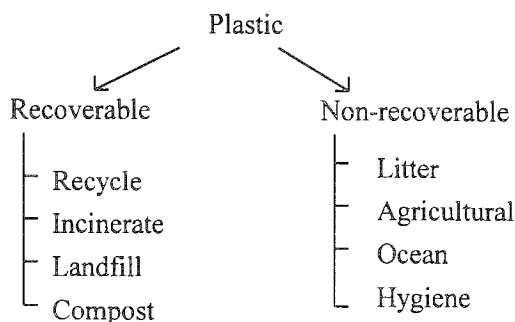 Plastic
Recoverable
Recycle
Incinerate
Landfill
Compost
Non-recoverable
Litter
Agricultural
Ocean
Hygiene